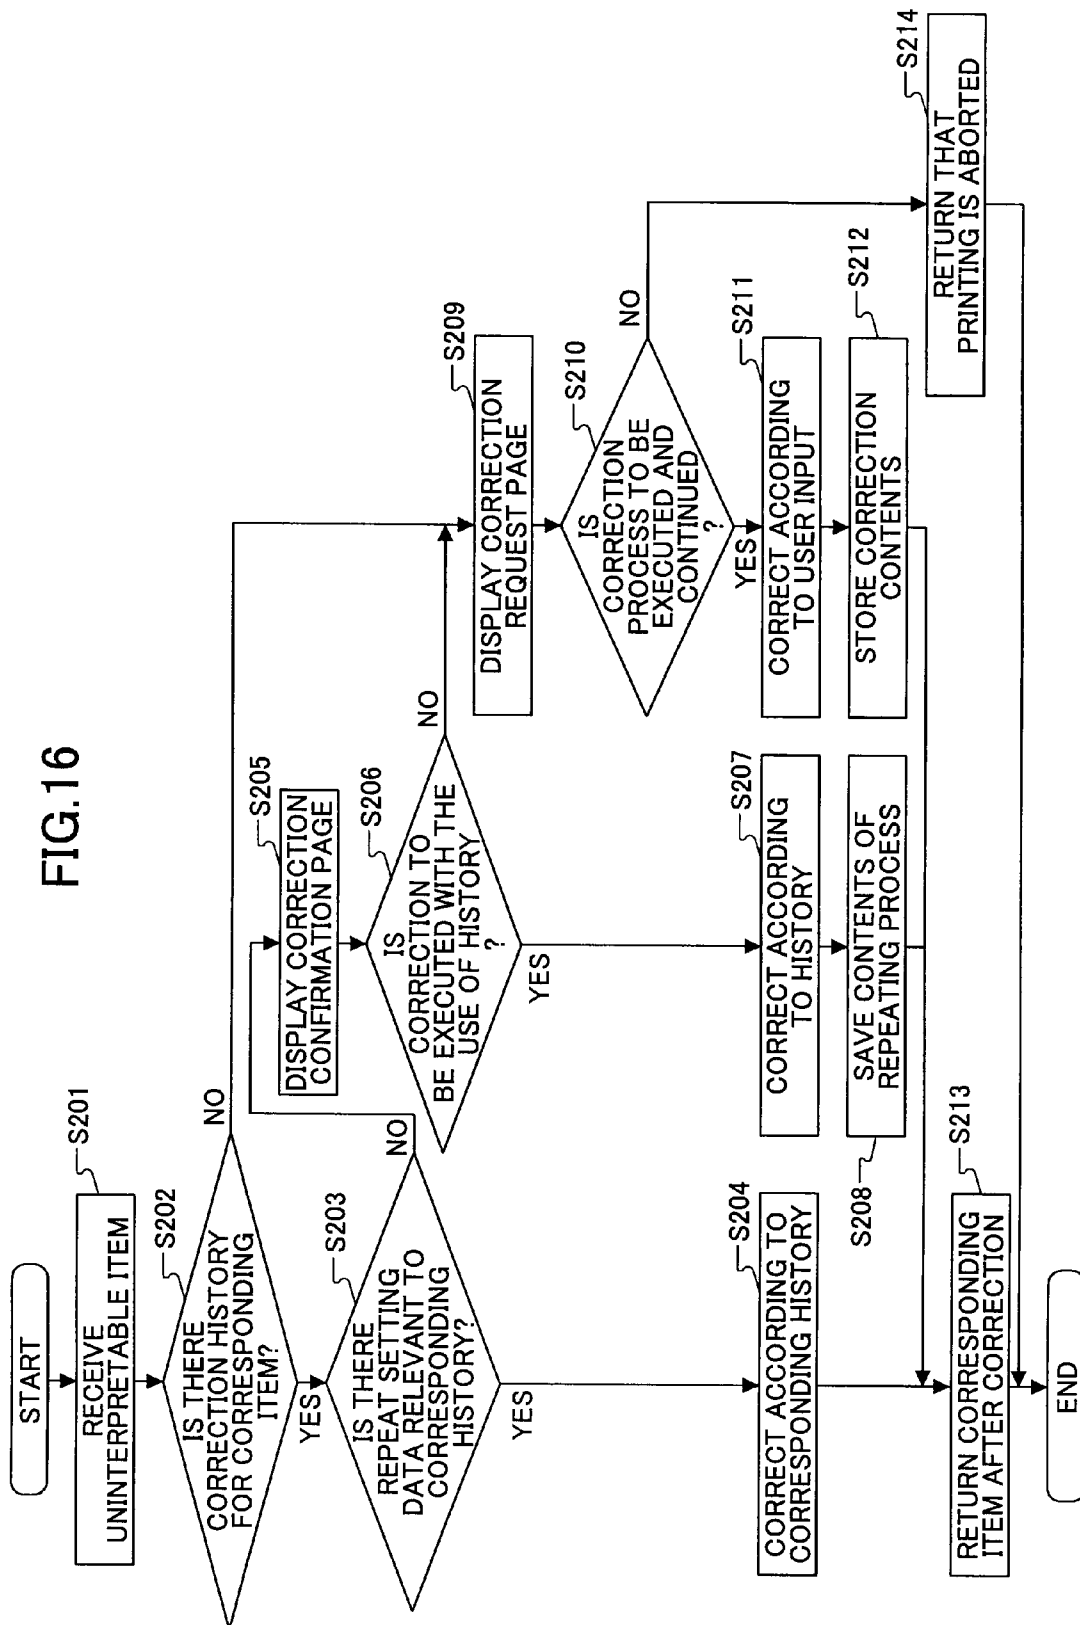 FIG.16
START
S201
RECEIVE
UNINTERPRETABLE ITEM
S202
IS THERE
CORRECTION HISTORY
FOR CORRESPONDING
ITEM?
NO
YES
S203
IS THERE
REPEAT SETTING
DATA RELEVANT TO
CORRESPONDING
HISTORY?
NO
YES
S204
CORRECT ACCORDING TO
CORRESPONDING HISTORY
S205
DISPLAY CORRECTION
CONFIRMATION PAGE
S206
IS
CORRECTION TO
BE EXECUTED WITH THE
USE OF HISTORY
?
NO
YES
S207
CORRECT ACCORDING
TO HISTORY
S208
SAVE CONTENTS OF
REPEATING PROCESS
S209
DISPLAY CORRECTION
REQUEST PAGE
S210
IS
CORRECTION
PROCESS TO BE
EXECUTED AND
CONTINUED
?
NO
YES
S211
CORRECT ACCORDING
TO USER INPUT
S212
STORE CORRECTION
CONTENTS
S213
RETURN CORRESPONDING
ITEM AFTER CORRECTION
S214
RETURN THAT
PRINTING IS ABORTED
END